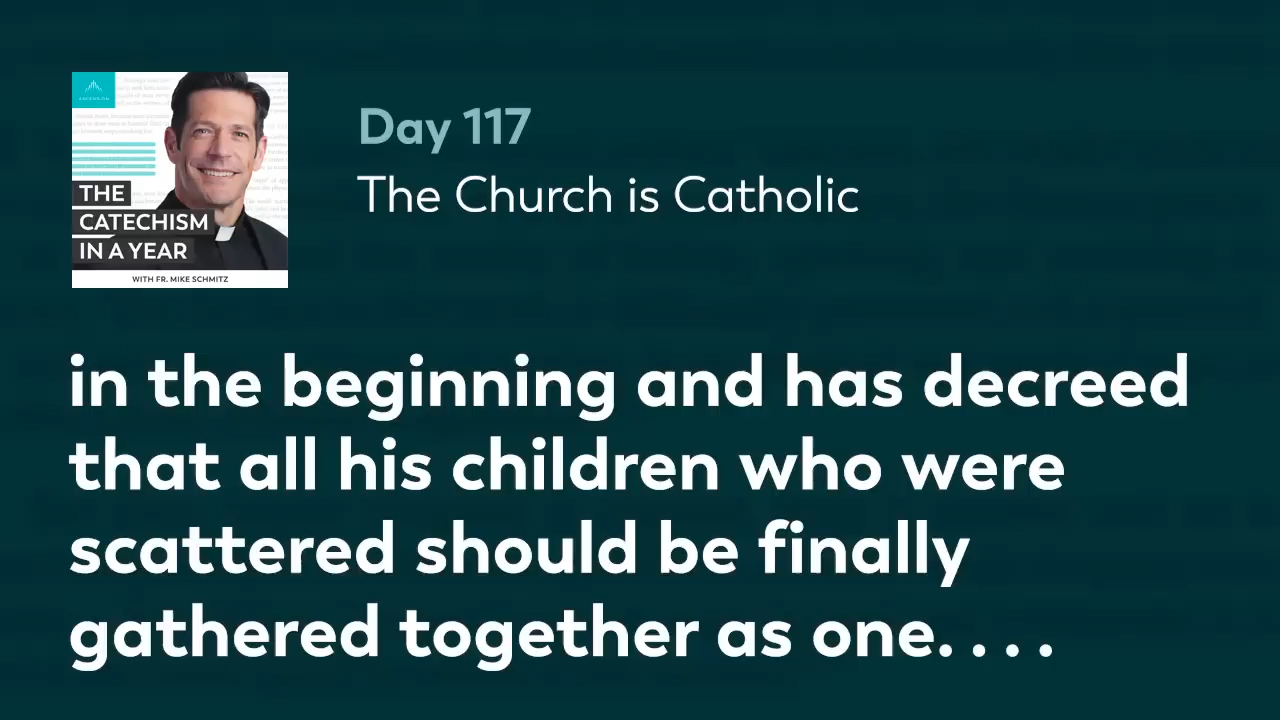 ASCENSION
THE
CATECHISM
IN A YEAR
WITH FR. MIKE SCHMITZ
Day 117
The Church is Catholic
in the beginning and has decreed
that all his children who were
scattered should be finally
gathered together as one. . . .